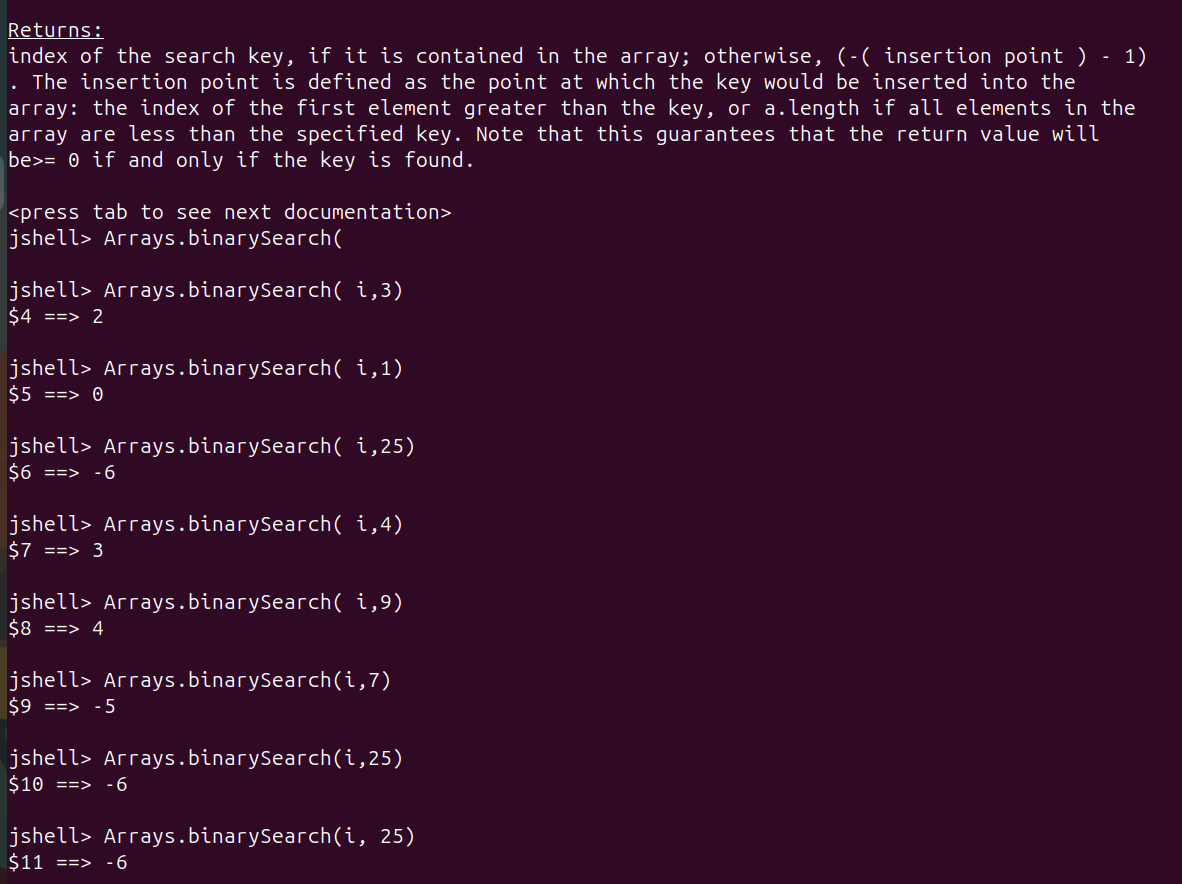 Returns:
index of the search key, if it is contained in the array; otherwise, (-( insertion point ) - 1)
. The insertion point is defined as the point at which the key would be inserted into the
array: the index of the first element greater than the key, or a.length if all elements in the
array are less than the specified key. Note that this guarantees that the return value will
be>= 0 if and only if the key is found.
<press tab to see next documentation>
jshell> Arrays.binarySearch(
jshell> Arrays.binarySearch( i,3)
$4 ==> 2
jshell> Arrays.binarySearch( i,1)
$5 ==> 0
jshell> Arrays.binarySearch( i,25)
$6 ==> -6
jshell> Arrays.binarySearch( i,4)
$7 ==> 3
jshell> Arrays.binarySearch( i,9)
$8 ==> 4
jshell> Arrays.binarySearch(i,7)
$9 ==> -5
jshell> Arrays.binarySearch(i,25)
$10 ==> -6
jshell> Arrays.binarySearch(i, 25)
$11 ==> -6